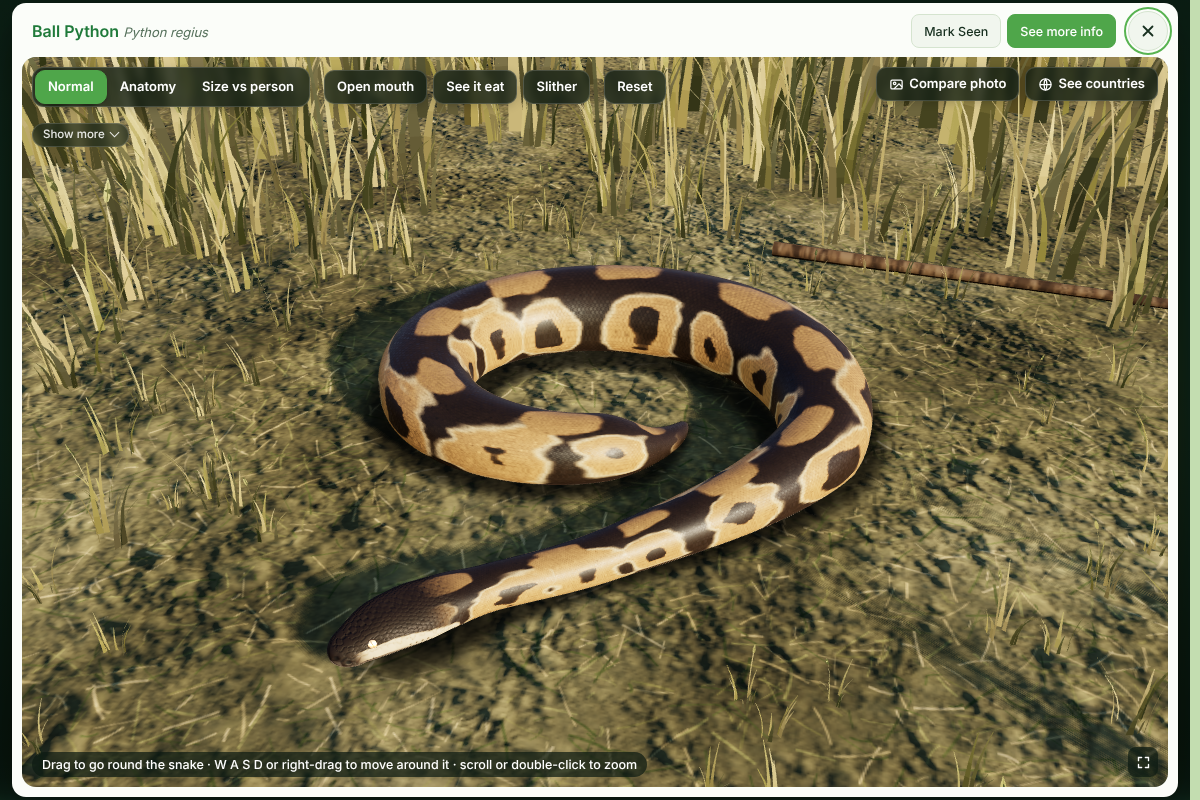 Ball Python Python regius
Mark Seen
See more info
Normal
Anatomy
Size vs person
Open mouth
See it eat
Slither
Reset
Compare photo
See countries
Show more
Drag to go round the snake · W A S D or right-drag to move around it · scroll or double-click to zoom